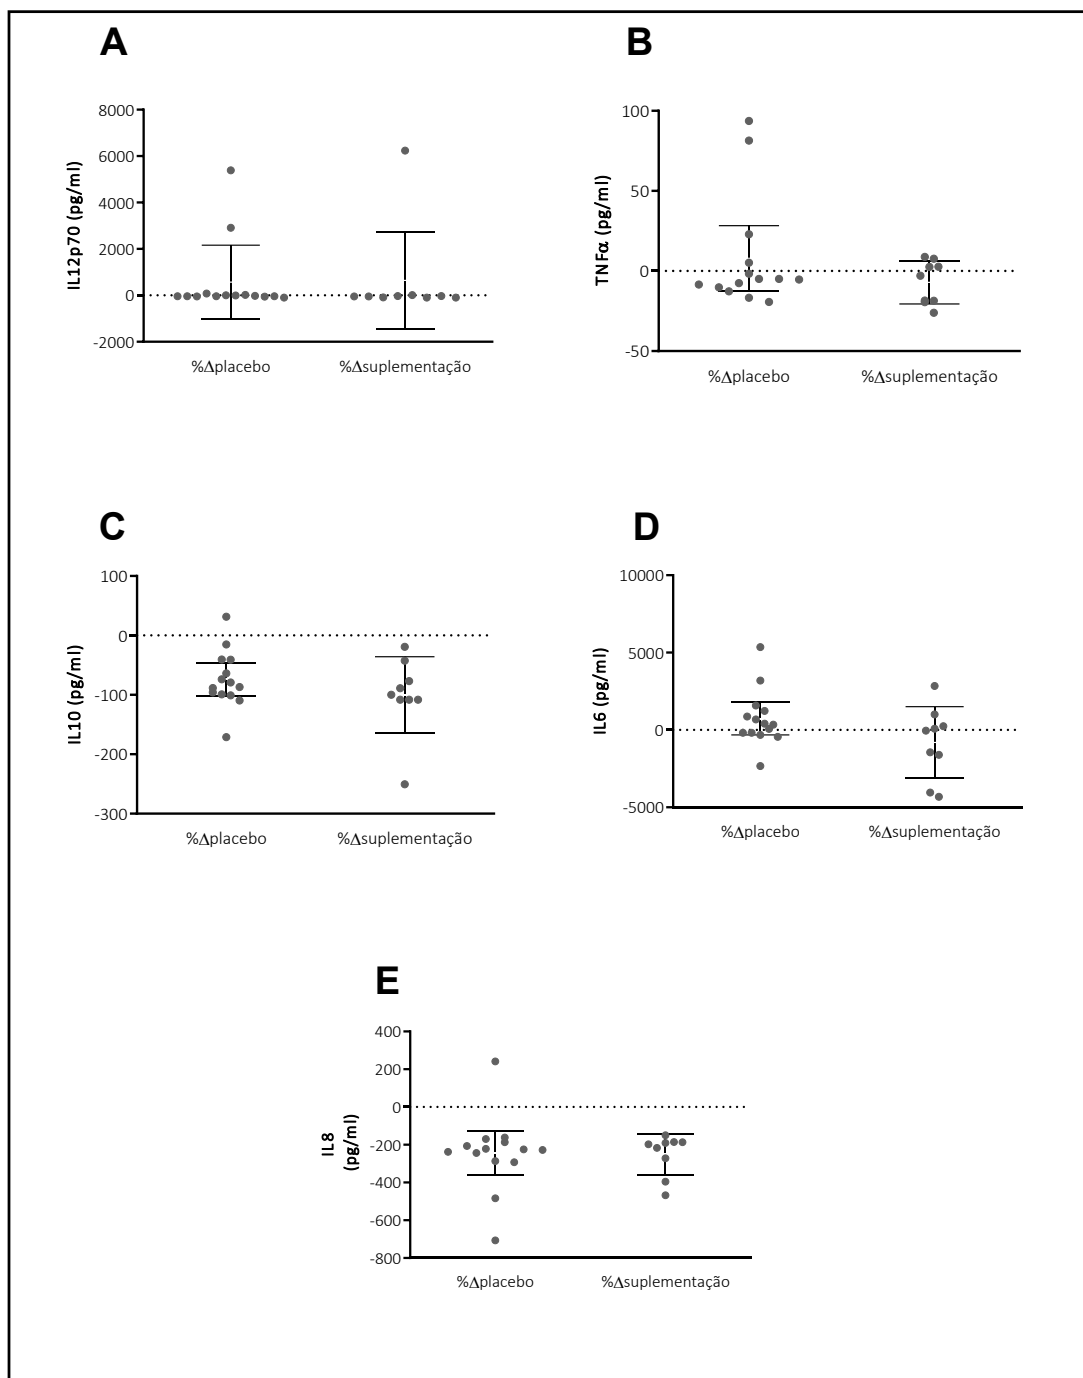 A
8000
6000
4000
2000
0
-2000
IL12p70 (pg/ml)
%Δplacebo %Δsuplementação
B
100
50
0
-50
TNFα (pg/ml)
%Δplacebo %Δsuplementação
C
100
0
-100
-200
-300
IL10 (pg/ml)
%Δplacebo %Δsuplementação
D
10000
5000
0
-5000
IL6 (pg/ml)
%Δplacebo %Δsuplementação
E
400
200
0
-200
-400
-600
-800
IL8
(pg/ml)
%Δplacebo %Δsuplementação